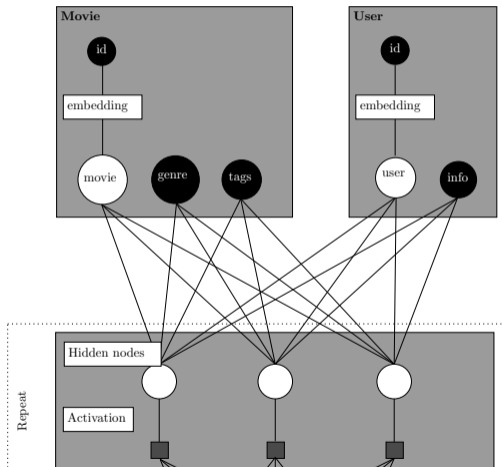 Movie
User
id
id
embedding
embedding
movie
genre
tags
user
info
Hidden nodes
Repeat
Activation